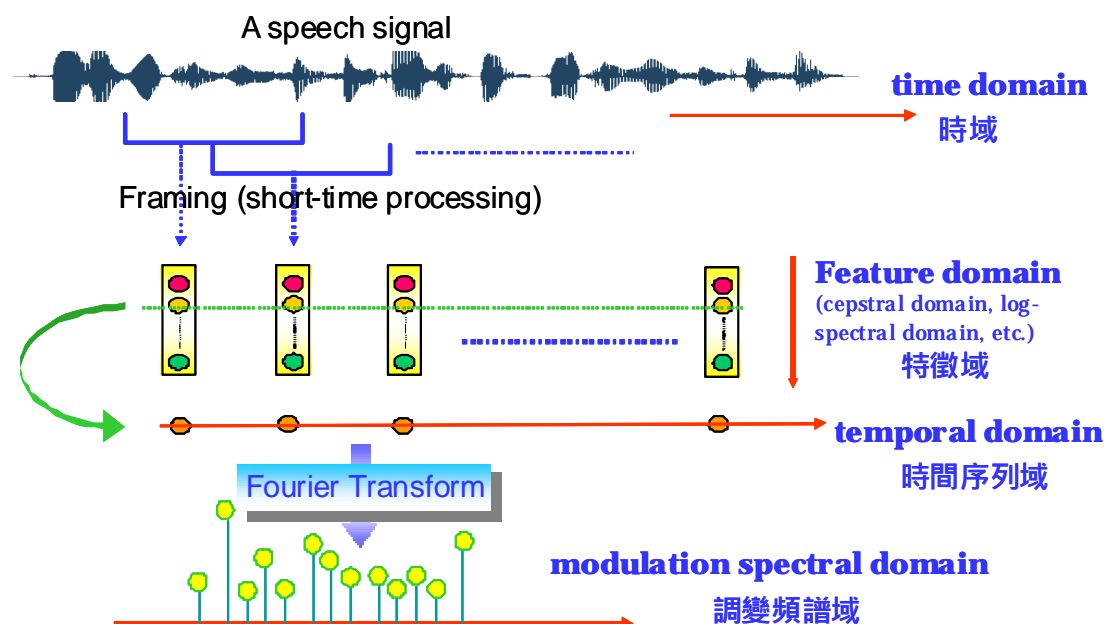 A speech signal
time domain
時域
Framing (short-time processing)
Feature domain
(cepstral domain, log-
spectral domain, etc.)
特徵域
temporal domain
時間序列域
Fourier Transform
modulation spectral domain
調變頻譜域